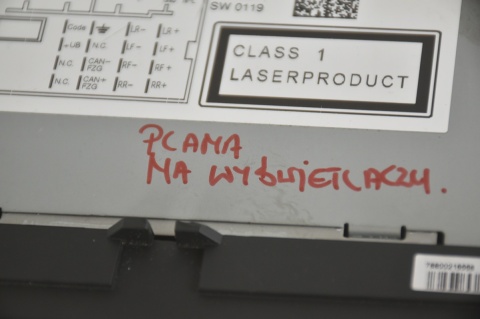 SW 0119
Code LR- LR+
+UB N.C. LF- LF+
N.C. CAN- FZG RF- RF+
N.C. CAN+ FZG RR- RR+
CLASS 1
LASERPRODUCT
PLAMA
NA WYŚWIETLACZU.